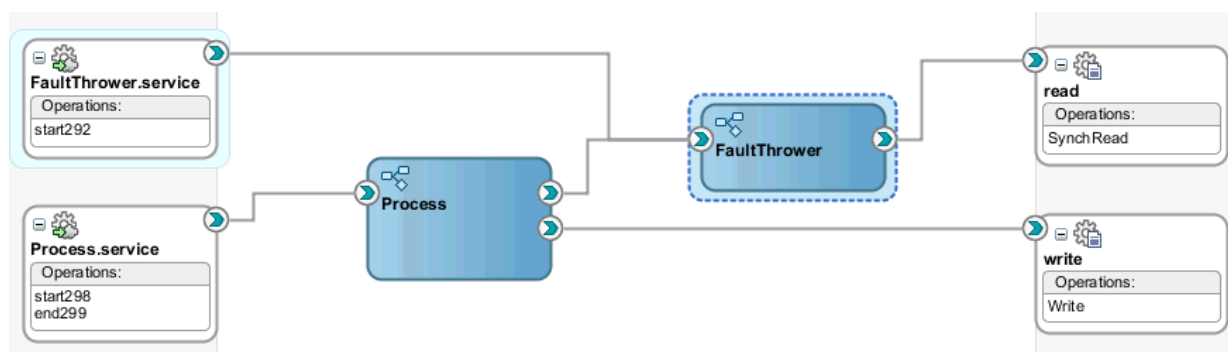 FaultThrower.service
Operations:
start292
Process.service
Operations:
start298
end299
Process
FaultThrower
read
Operations:
SynchRead
write
Operations:
Write